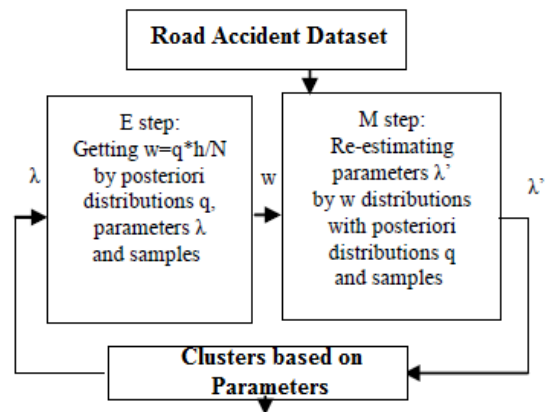 Road Accident Dataset
E step:
Getting w=q*h/N
by posteriori
distributions q,
parameters λ
and samples
M step:
Re-estimating
parameters λ’
by w distributions
with posteriori
distributions q
and samples
λ
w
λ’
Clusters based on
Parameters